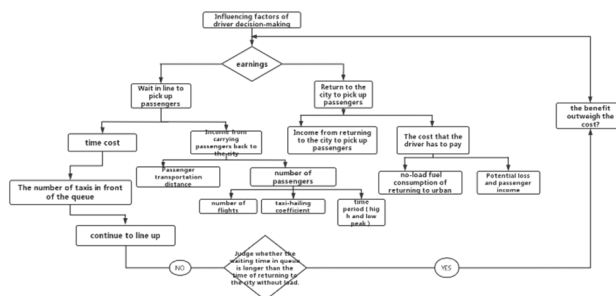 Influencing factors of
driver decision-making
earnings
Wait in line to
pick up
passengers
Return to the
city to pick up
passengers
the benefit
outweigh the
cost?
time cost
Income from
carrying
passengers back to
the city
Income from returning
to the city to pick up
passengers
The cost that the
driver has to pay
Passenger
transportation
distance
number of
passengers
no-load fuel
consumption of
returning to urban
Potential loss
and passenger
income
The number of taxis in front
of the queue
number of
flights
taxi-hailing
coefficient
time
period ( hig
h and low
peak )
continue to line up
Judge whether the
waiting time in queue
is longer than the
time of returning to
the city without load.
NO
YES